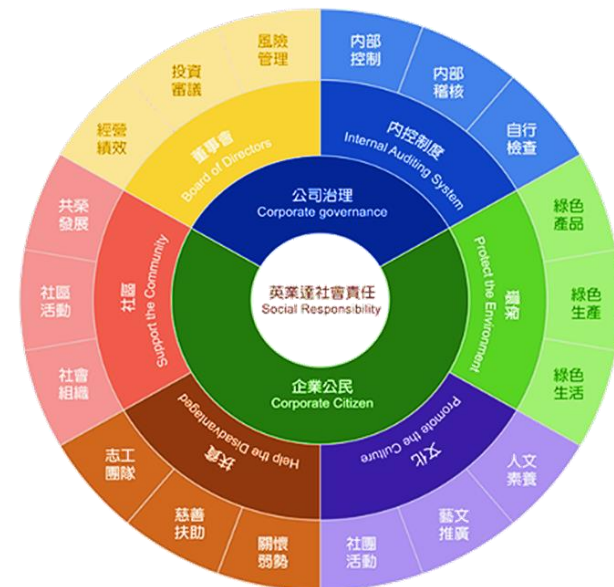 英業達社會責任
Social Responsibility
公司治理
Corporate governance
企業公民
Corporate Citizen
董事會
Board of Directors
內控制度
Internal Auditing System
環保
Protect the Environment
文化
Promote the Culture
扶貧
Help the Disadvantaged
社區
Support the Community
經營
績效
投資
審議
風險
管理
內部
控制
內部
稽核
自行
檢查
綠色
產品
綠色
生產
綠色
生活
人文
素養
藝文
推廣
社團
活動
關懷
弱勢
慈善
扶助
志工
團隊
社會
組織
社區
活動
共榮
發展